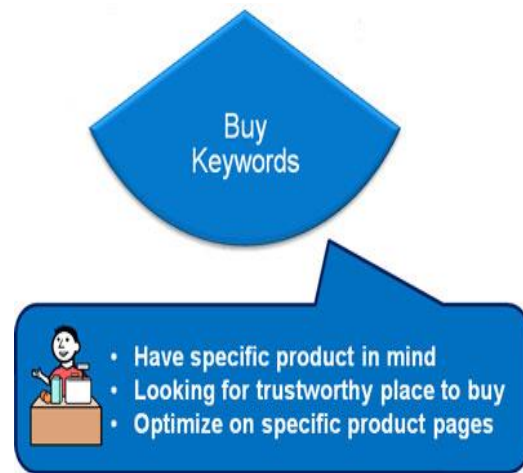 Buy
Keywords
• Have specific product in mind
• Looking for trustworthy place to buy
• Optimize on specific product pages